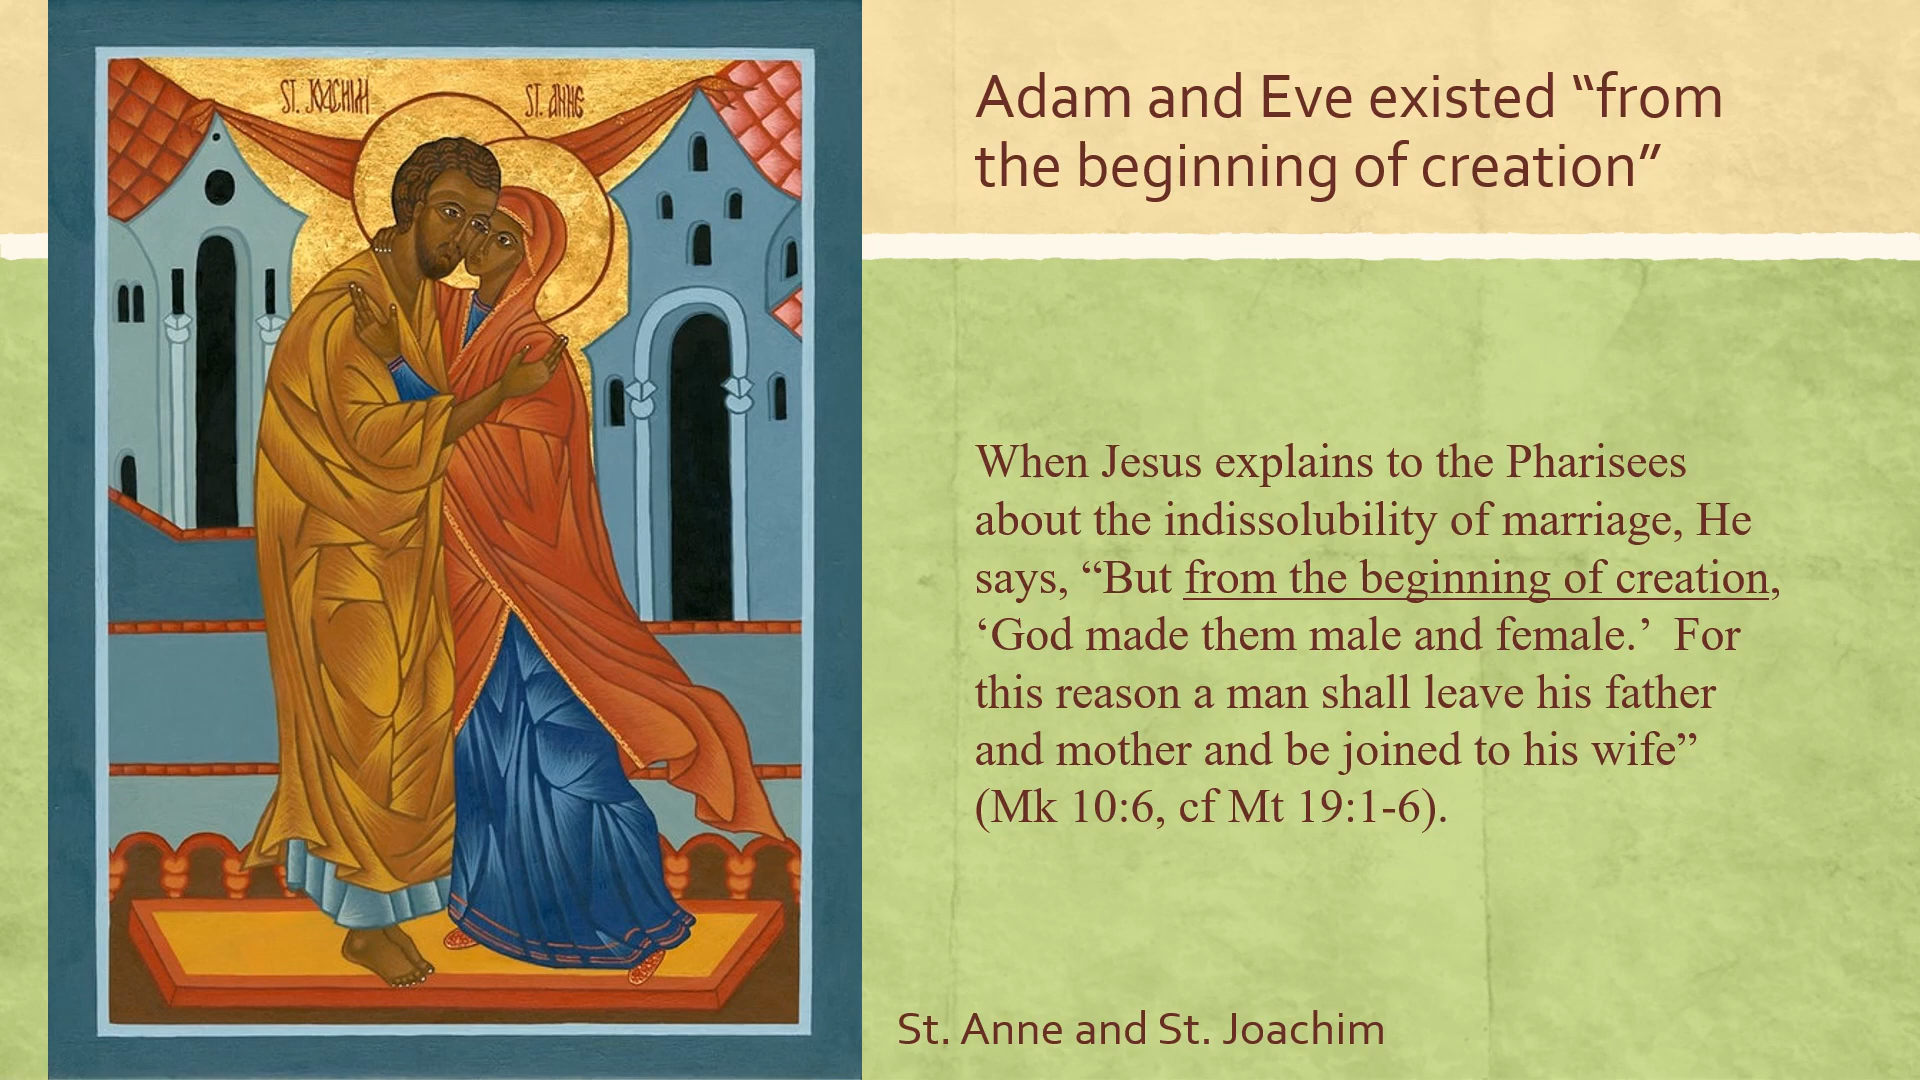 ST. JOACHIM
ST. ANNE
Adam and Eve existed “from
the beginning of creation”
When Jesus explains to the Pharisees
about the indissolubility of marriage, He
says, “But from the beginning of creation,
‘God made them male and female.’  For
this reason a man shall leave his father
and mother and be joined to his wife”
(Mk 10:6, cf Mt 19:1-6).
St. Anne and St. Joachim